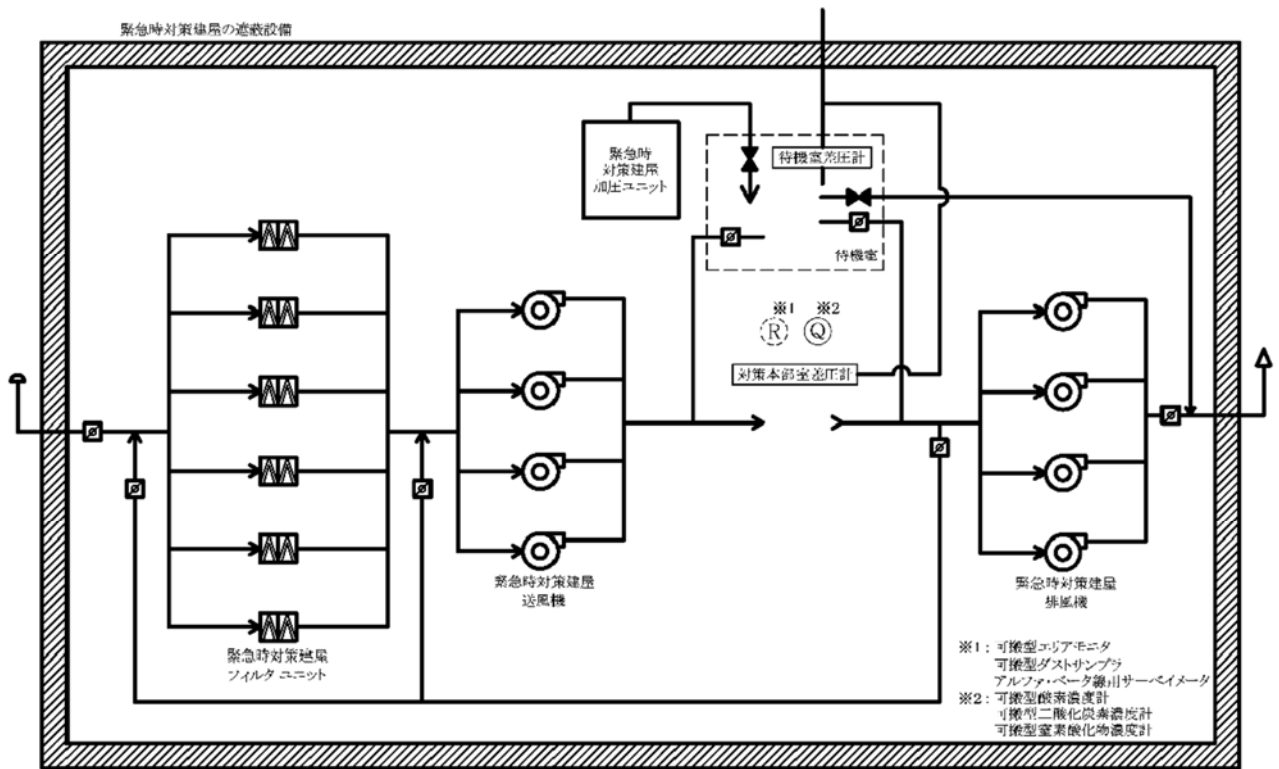 緊急時対策建屋の遮蔽設備
緊急時
対策建屋
加圧ユニット
待機室差圧計
待機室
※1
※2
R
Q
対策本部室差圧計
緊急時対策建屋
送風機
緊急時対策建屋
排風機
緊急時対策建屋
フィルタ ユニット
※1：可搬型エリアモニタ
可搬型ダストサンプラ
アルファ・ベータ線用サーベイメータ
※2：可搬型酸素濃度計
可搬型二酸化炭素濃度計
可搬型窒素酸化物濃度計